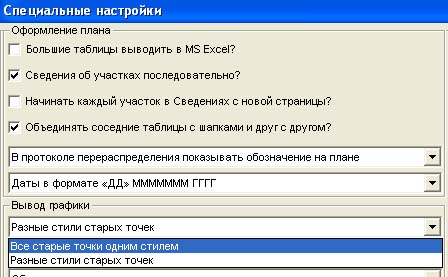 Специальные настройки
Оформление плана
Большие таблицы выводить в MS Excel?
Сведения об участках последовательно?
Начинать каждый участок в Сведениях с новой страницы?
Объединять соседние таблицы с шапками и друг с другом?
В протоколе перераспределения показывать обозначение на плане
Даты в формате «ДД» МММММММ ГГГГ
Вывод графики
Разные стили старых точек
Все старые точки одним стилем
Разные стили старых точек